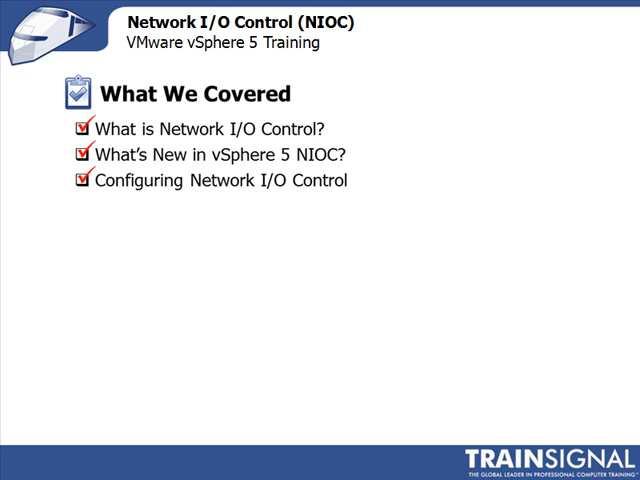 Network I/O Control (NIOC)
VMware vSphere 5 Training
What We Covered
What is Network I/O Control?
What's New in vSphere 5 NIOC?
Configuring Network I/O Control
TRAINSIGNAL
THE GLOBAL LEADER IN PROFESSIONAL COMPUTER TRAINING